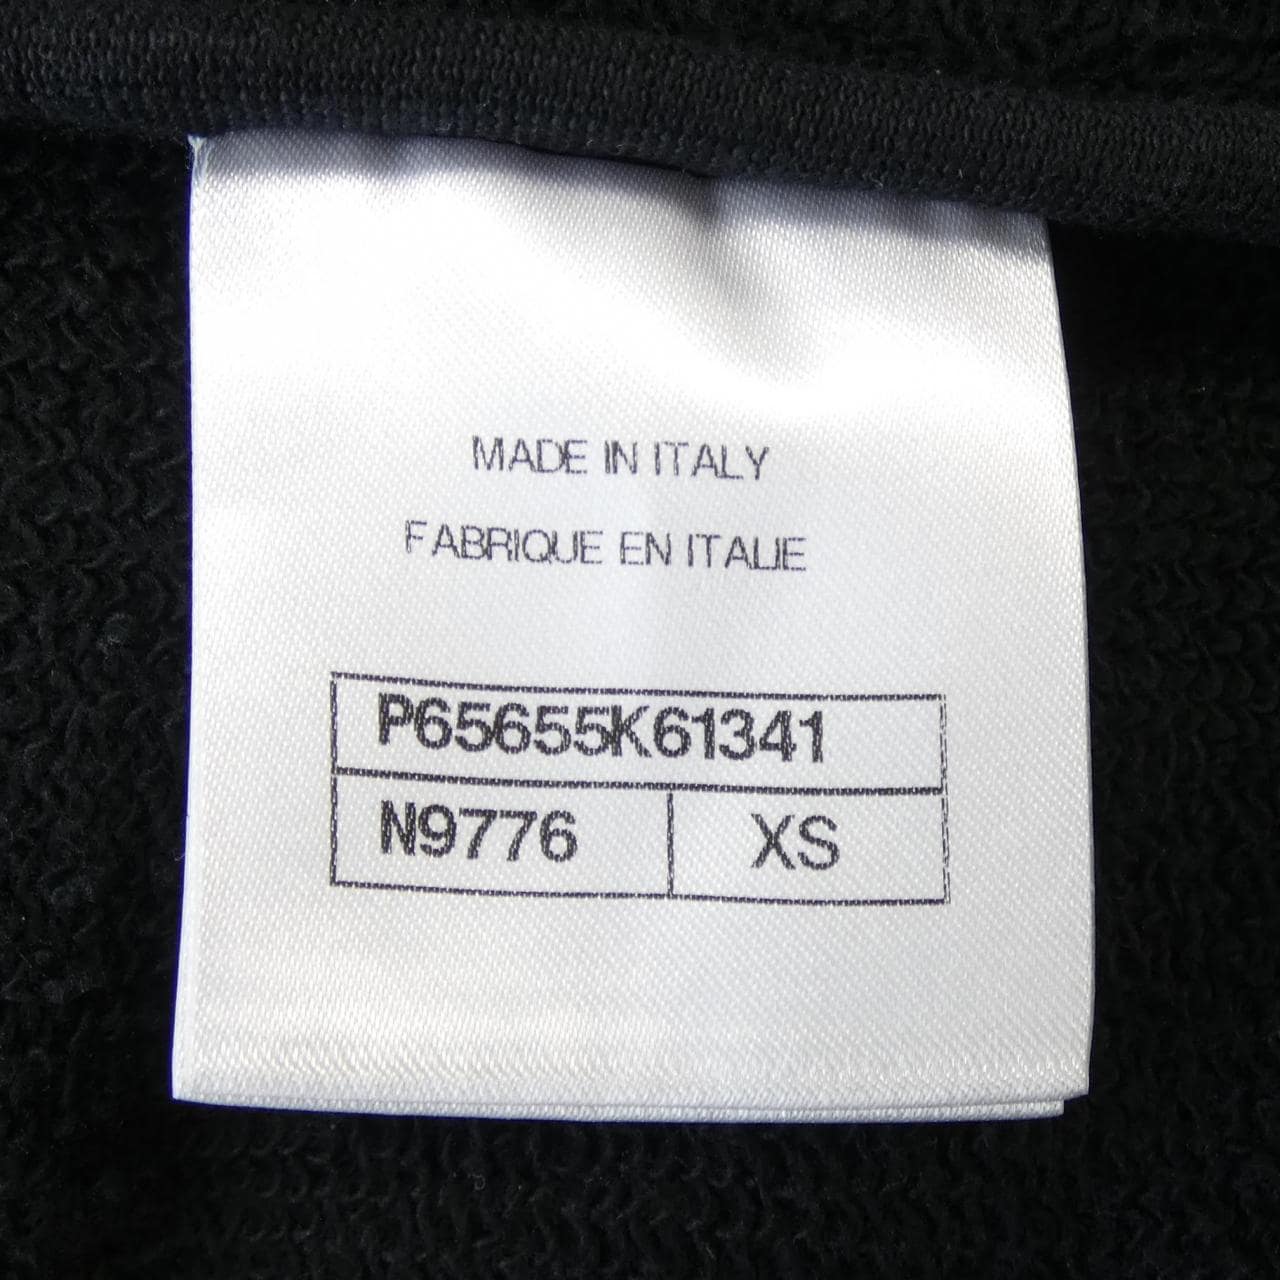 MADE IN ITALY
FABRIQUE EN ITALIE
P65655K61341
N9776 XS